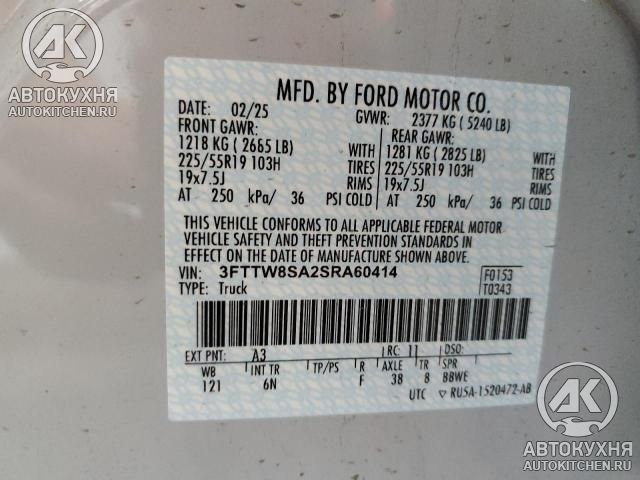 АК
АВТОКУХНЯ
AUTOKITCHEN.RU
MFD. BY FORD MOTOR CO.
DATE: 02/25 GVWR: 2377 KG ( 5240 LB)
FRONT GAWR: REAR GAWR:
1218 KG ( 2665 LB) WITH 1281 KG ( 2825 LB) WITH
225/55R19 103H TIRES 225/55R19 103H TIRES
19x7.5J RIMS 19x7.5J RIMS
AT 250 kPa/ 36 PSI COLD AT 250 kPa/ 36 PSI COLD
THIS VEHICLE CONFORMS TO ALL APPLICABLE FEDERAL MOTOR
VEHICLE SAFETY AND THEFT PREVENTION STANDARDS IN
EFFECT ON THE DATE OF MANUFACTURE SHOWN ABOVE.
VIN: 3FTTW8SA2SRA60414 F0153
TYPE: Truck T0343
EXT PNT: A3 RC: 11 DSO:
WB INT TR TP/PS R AXLE TR SPR
121 6N F 38 8 BBWE
UTC ▽ RU5A-1520472-AB
АК
АВТОКУХНЯ
AUTOKITCHEN.RU